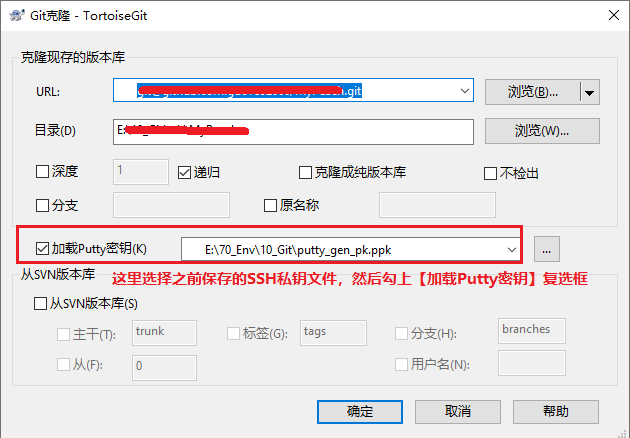 Git克隆 - TortoiseGit
克隆现存的版本库
URL:
.git
浏览(B)...
目录(D)
E:\
浏览(W)...
深度
1
递归
克隆成纯版本库
不检出
分支
原名称
加载Putty密钥(K)
E:\70_Env\10_Git\putty_gen_pk.ppk
...
从SVN版本库
这里选择之前保存的SSH私钥文件，然后勾上【加载Putty密钥】复选框
从SVN版本库(S)
主干(T):
trunk
标签(G):
tags
分支(H):
branches
从(F):
0
用户名(N):
确定
取消
帮助